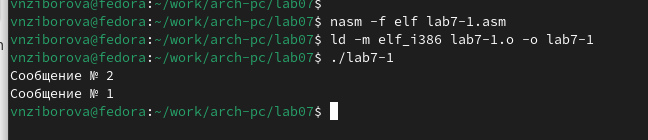 vnziborova@fedora:~/work/arch-pc/lab07$
vnziborova@fedora:~/work/arch-pc/lab07$ nasm -f elf lab7-1.asm
vnziborova@fedora:~/work/arch-pc/lab07$ ld -m elf_i386 lab7-1.o -o lab7-1
vnziborova@fedora:~/work/arch-pc/lab07$ ./lab7-1
Сообщение № 2
Сообщение № 1
vnziborova@fedora:~/work/arch-pc/lab07$